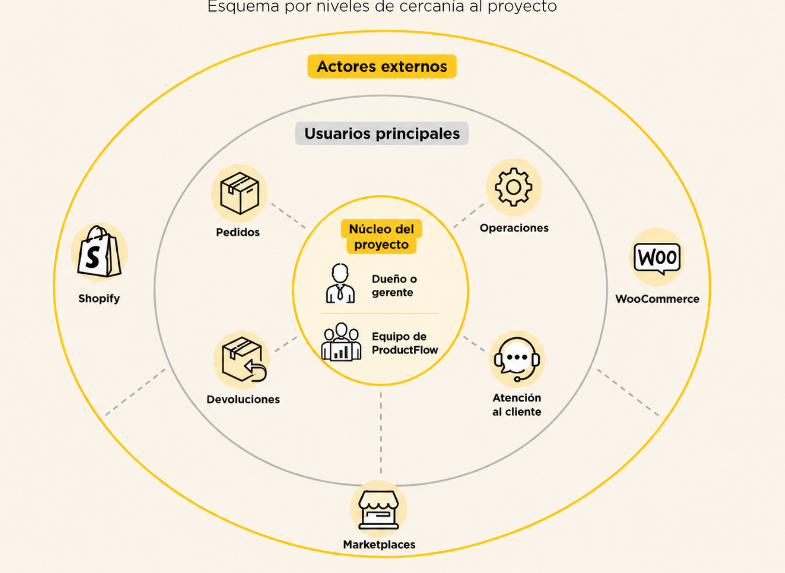 Esquema por niveles de cercanía al proyecto
Actores externos
Usuarios principales
Pedidos
Operaciones
Núcleo del
proyecto
Dueño o
gerente
S
Shopify
Woo
WooCommerce
Equipo de
ProductFlow
Devoluciones
Atención
al cliente
Marketplaces